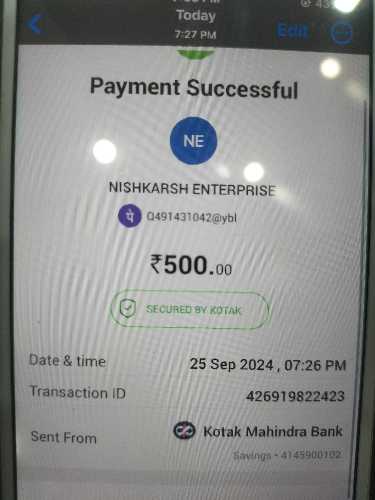 Today
7:27 PM
Edit
Payment Successful
NE
NISHKARSH ENTERPRISE
पे Q491431042@ybl
₹500.00
SECURED BY KOTAK
Date & time 25 Sep 2024 , 07:26 PM
Transaction ID 426919822423
Sent From Kotak Mahindra Bank
Savings • 4145900102